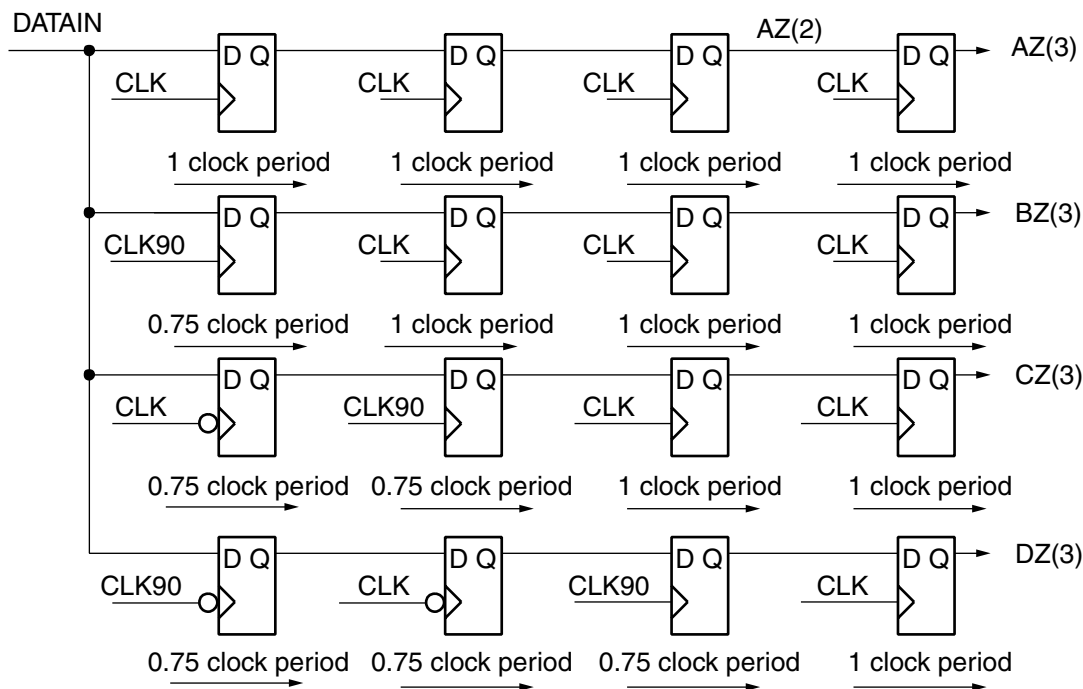 DATAIN
AZ(2)
AZ(3)
D Q D Q D Q D Q
CLK CLK CLK CLK
1 clock period 1 clock period 1 clock period 1 clock period
D Q D Q D Q D Q
BZ(3)
CLK90 CLK CLK CLK
0.75 clock period 1 clock period 1 clock period 1 clock period
D Q D Q D Q D Q
CZ(3)
CLK CLK90 CLK CLK
0.75 clock period 0.75 clock period 1 clock period 1 clock period
D Q D Q D Q D Q
DZ(3)
CLK90 CLK CLK90 CLK
0.75 clock period 0.75 clock period 0.75 clock period 1 clock period